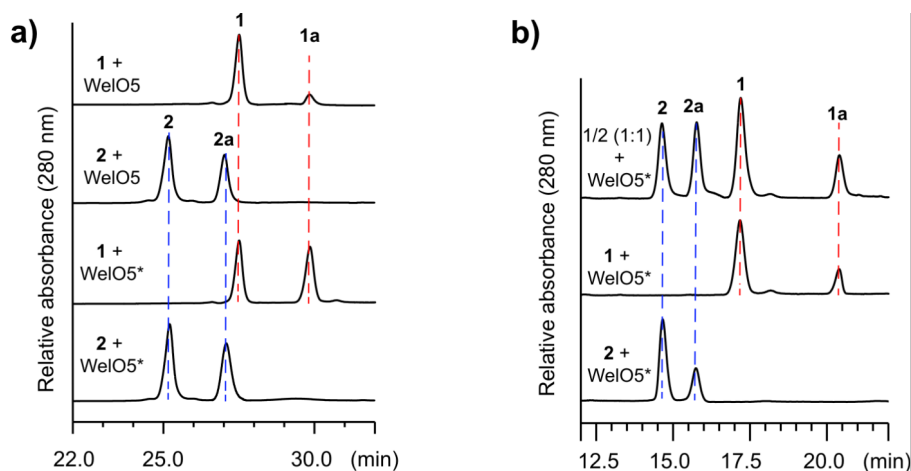 a)
Relative absorbance (280 nm)
1
1a
1 +
WelO5
2
2a
2 +
WelO5
1 +
WelO5*
2 +
WelO5*
22.0 25.0 30.0 (min)
b)
Relative absorbance (280 nm)
2 2a 1 1a
1/2 (1:1)
+
WelO5*
1 +
WelO5*
2 +
WelO5*
12.5 15.0 17.5 20.0 (min)